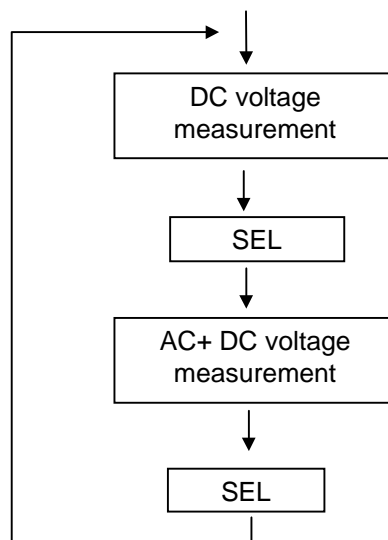 DC voltage
measurement
SEL
AC+ DC voltage
measurement
SEL